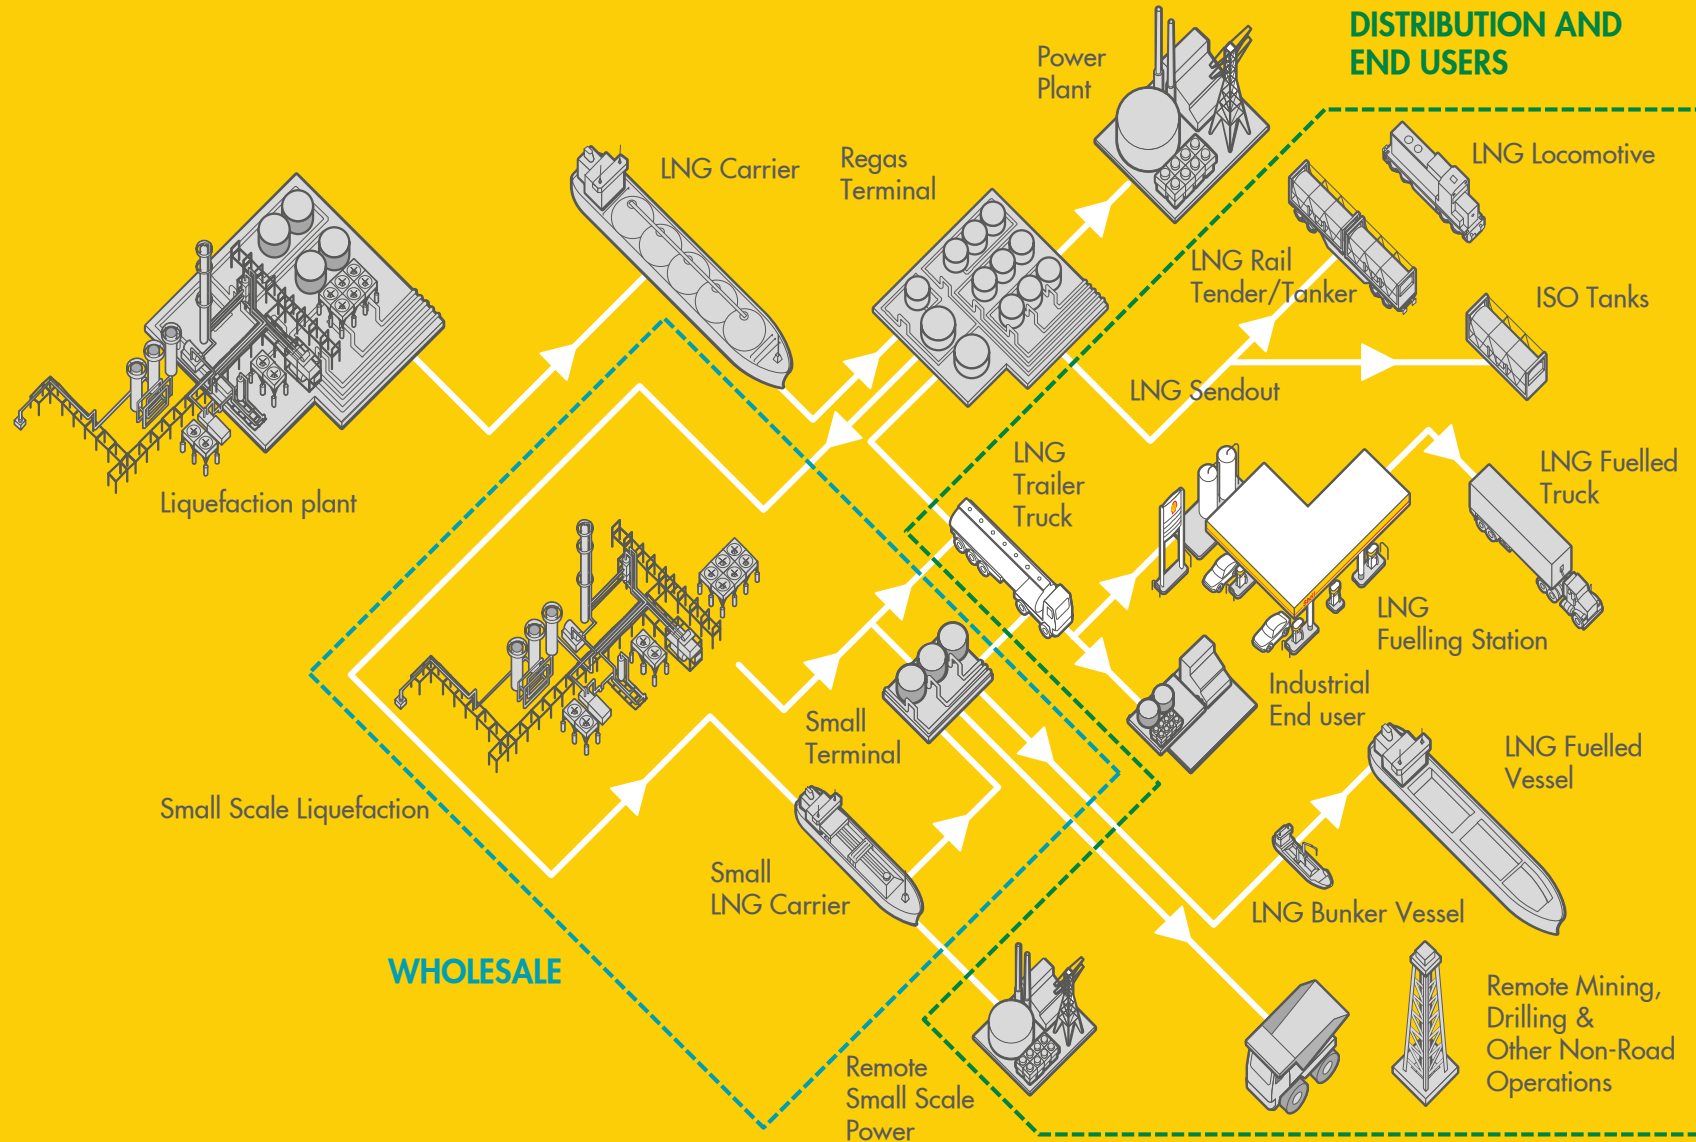 DISTRIBUTION AND
END USERS
Power
Plant
LNG Carrier
Regas
Terminal
LNG Locomotive
LNG Rail
Tender/Tanker
ISO Tanks
LNG Sendout
Liquefaction plant
LNG
Trailer
Truck
LNG Fuelled
Truck
LNG
Fuelling Station
Industrial
End user
Small
Terminal
LNG Fuelled
Vessel
Small Scale Liquefaction
Small
LNG Carrier
LNG Bunker Vessel
WHOLESALE
Remote Mining,
Drilling &
Other Non-Road
Operations
Remote
Small Scale
Power